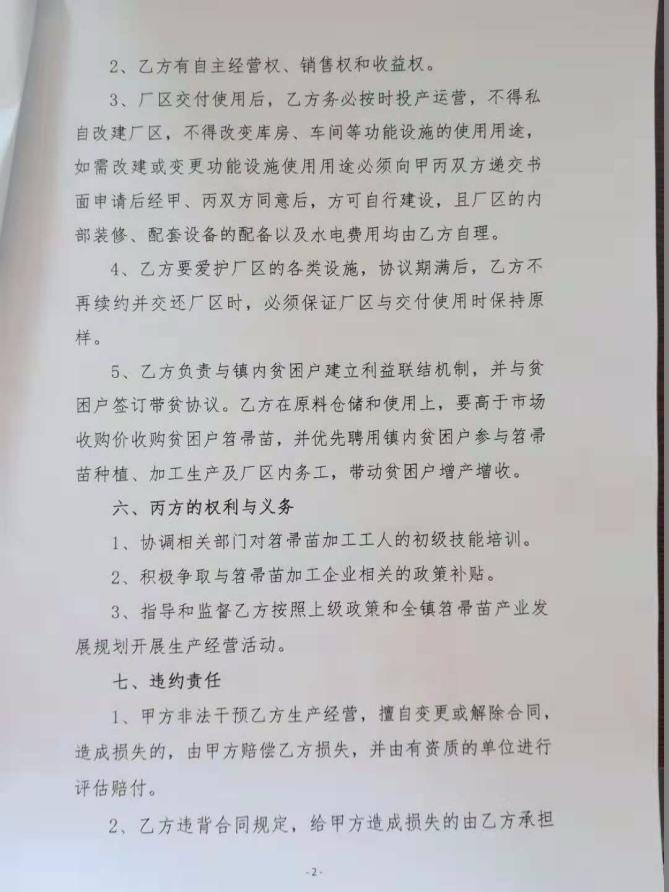 2、乙方有自主经营权、销售权和收益权。
3、厂区交付使用后，乙方务必按时投产运营，不得私
自改建厂区，不得改变库房、车间等功能设施的使用用途，
如需改建或变更功能设施使用用途必须向甲丙双方递交书
面申请后经甲、丙双方同意后，方可自行建设，且厂区的内
部装修、配套设备的配备以及水电费用均由乙方自理。
4、乙方要爱护厂区的各类设施，协议期满后，乙方不
再续约并交还厂区时，必须保证厂区与交付使用时保持原
样。
5、乙方负责与镇内贫困户建立利益联结机制，并与贫
困户签订带贫协议。乙方在原料仓储和使用上，要高于市场
收购价收购贫困户笤帚苗，并优先聘用镇内贫困户参与笤帚
苗种植、加工生产及厂区内务工，带动贫困户增产增收。
六、丙方的权利与义务
1、协调相关部门对笤帚苗加工工人的初级技能培训。
2、积极争取与笤帚苗加工企业相关的政策补贴。
3、指导和监督乙方按照上级政策和全镇笤帚苗产业发
展规划开展生产经营活动。
七、违约责任
1、甲方非法干预乙方生产经营，擅自变更或解除合同，
造成损失的，由甲方赔偿乙方损失，并由有资质的单位进行
评估赔付。
2、乙方违背合同规定，给甲方造成损失的由乙方承担
- 2 -